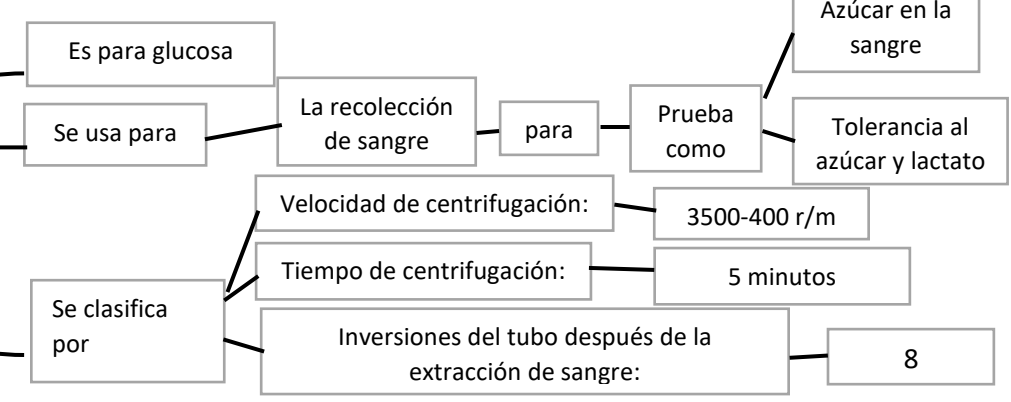 Es para glucosa
Se usa para
La recolección
de sangre
para
Prueba
como
Azúcar en la
sangre
Tolerancia al
azúcar y lactato
Se clasifica
por
Velocidad de centrifugación:
3500-400 r/m
Tiempo de centrifugación:
5 minutos
Inversiones del tubo después de la
extracción de sangre:
8